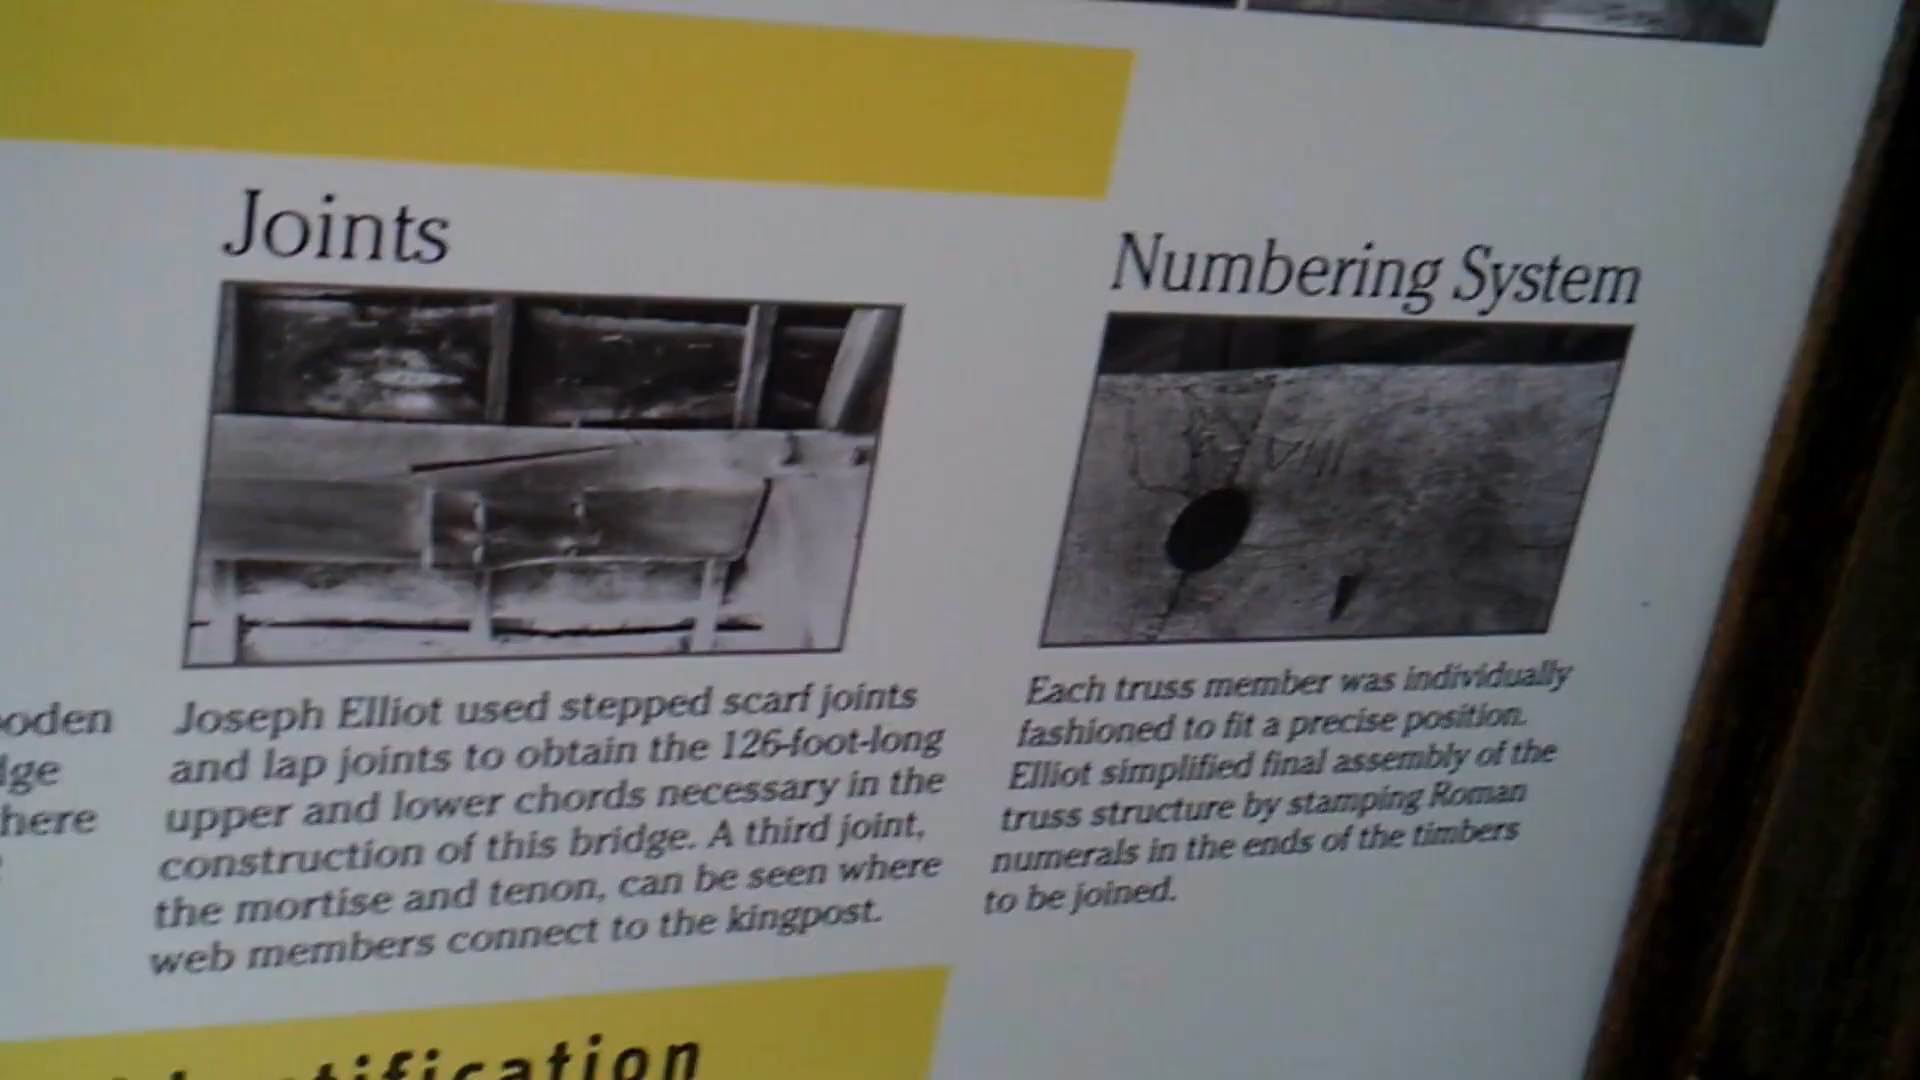 Joints
Numbering System
ooden
lge
here
Joseph Elliot used stepped scarf joints
and lap joints to obtain the 126-foot-long
upper and lower chords necessary in the
construction of this bridge. A third joint,
the mortise and tenon, can be seen where
web members connect to the kingpost.
Each truss member was individually
fashioned to fit a precise position.
Elliot simplified final assembly of the
truss structure by stamping Roman
numerals in the ends of the timbers
to be joined.